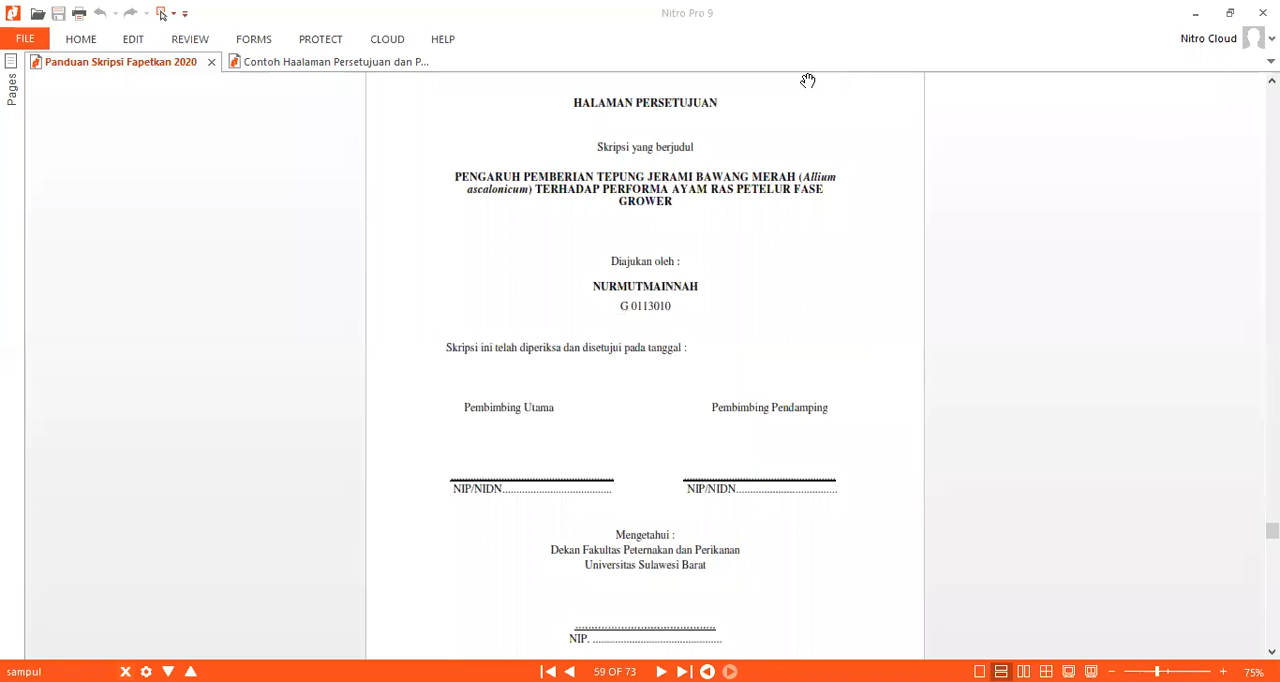 Nitro Pro 9
FILE HOME EDIT REVIEW FORMS PROTECT CLOUD HELP
Nitro Cloud
Panduan Skripsi Fapetkan 2020
Contoh Haalaman Persetujuan dan P...
Pages
HALAMAN PERSETUJUAN
Skripsi yang berjudul
PENGARUH PEMBERIAN TEPUNG JERAMI BAWANG MERAH (Allium
ascalonicum) TERHADAP PERFORMA AYAM RAS PETELUR FASE
GROWER
Diajukan oleh :
NURMUTMAINNAH
G 0113010
Skripsi ini telah diperiksa dan disetujui pada tanggal :
Pembimbing Utama Pembimbing Pendamping
NIP/NIDN...................................... NIP/NIDN...................................
Mengetahui :
Dekan Fakultas Peternakan dan Perikanan
Universitas Sulawesi Barat
............................................
NIP. ............................................
sampul
59 OF 73
75%